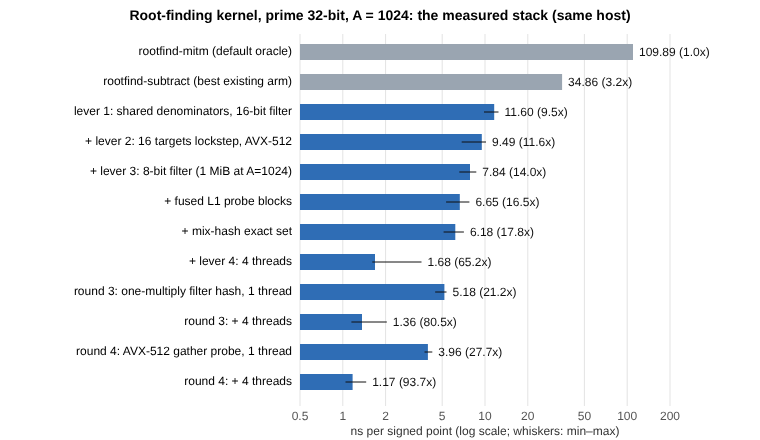 Root-finding kernel, prime 32-bit, A = 1024: the measured stack (same host)
rootfind-mitm (default oracle) 109.89 (1.0x)
rootfind-subtract (best existing arm) 34.86 (3.2x)
lever 1: shared denominators, 16-bit filter 11.60 (9.5x)
+ lever 2: 16 targets lockstep, AVX-512 9.49 (11.6x)
+ lever 3: 8-bit filter (1 MiB at A=1024) 7.84 (14.0x)
+ fused L1 probe blocks 6.65 (16.5x)
+ mix-hash exact set 6.18 (17.8x)
+ lever 4: 4 threads 1.68 (65.2x)
round 3: one-multiply filter hash, 1 thread 5.18 (21.2x)
round 3: + 4 threads 1.36 (80.5x)
round 4: AVX-512 gather probe, 1 thread 3.96 (27.7x)
round 4: + 4 threads 1.17 (93.7x)
0.5 1 2 5 10 20 50 100 200
ns per signed point (log scale; whiskers: min–max)